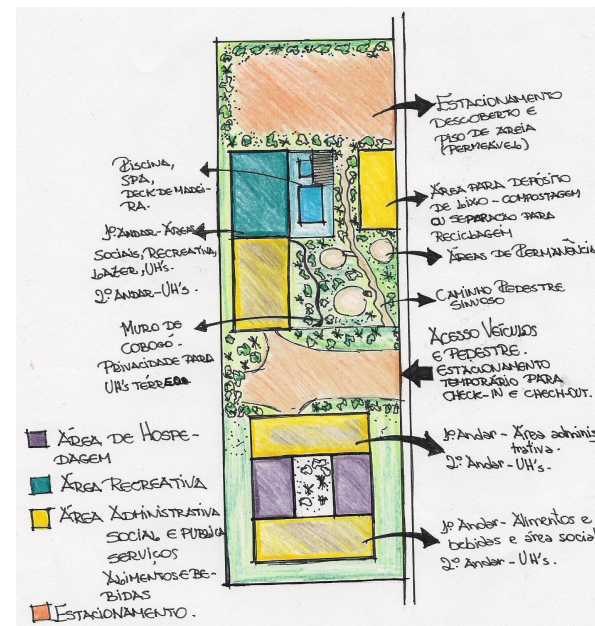 ESTACIONAMENTO
DESCOBERTO E
PISO DE AREIA
(PERMEÁVEL)
PISCINA,
SPA,
DECK DE MADEI-
RA.
ÁREA PARA DEPÓSITO
DE LIXO - COMPOSTAGEM
OU SEPARAÇÃO PARA
RECICLAGEM
1º ANDAR - ÁREAS
SOCIAIS, RECREATIVA,
LAZER, UH's.
2º ANDAR - UH's.
ÁREAS DE PERMANÊNCIA
CAMINHO PEDESTRE
SINUOSO
MURO DE
COBOGÓ -
PRIVACIDADE PARA
UH's TÉRREO
ACESSO VEÍCULOS
E PEDESTRE.
ESTACIONAMENTO
TEMPORÁRIO PARA
CHECK-IN E CHECH-OUT.
1º Andar - Área adminis
trativa.
2º Andar - UH's.
1º Andar - Alimentos e
bebidas e área social
2º Andar - UH's.
ÁREA DE HOSPE-
DAGEM
ÁREA RECREATIVA
ÁREA ADMINISTRATIVA
SOCIAL E PUBLICA
SERVIÇOS
ALIMENTOS E BE-
BIDAS
ESTACIONAMENTO.